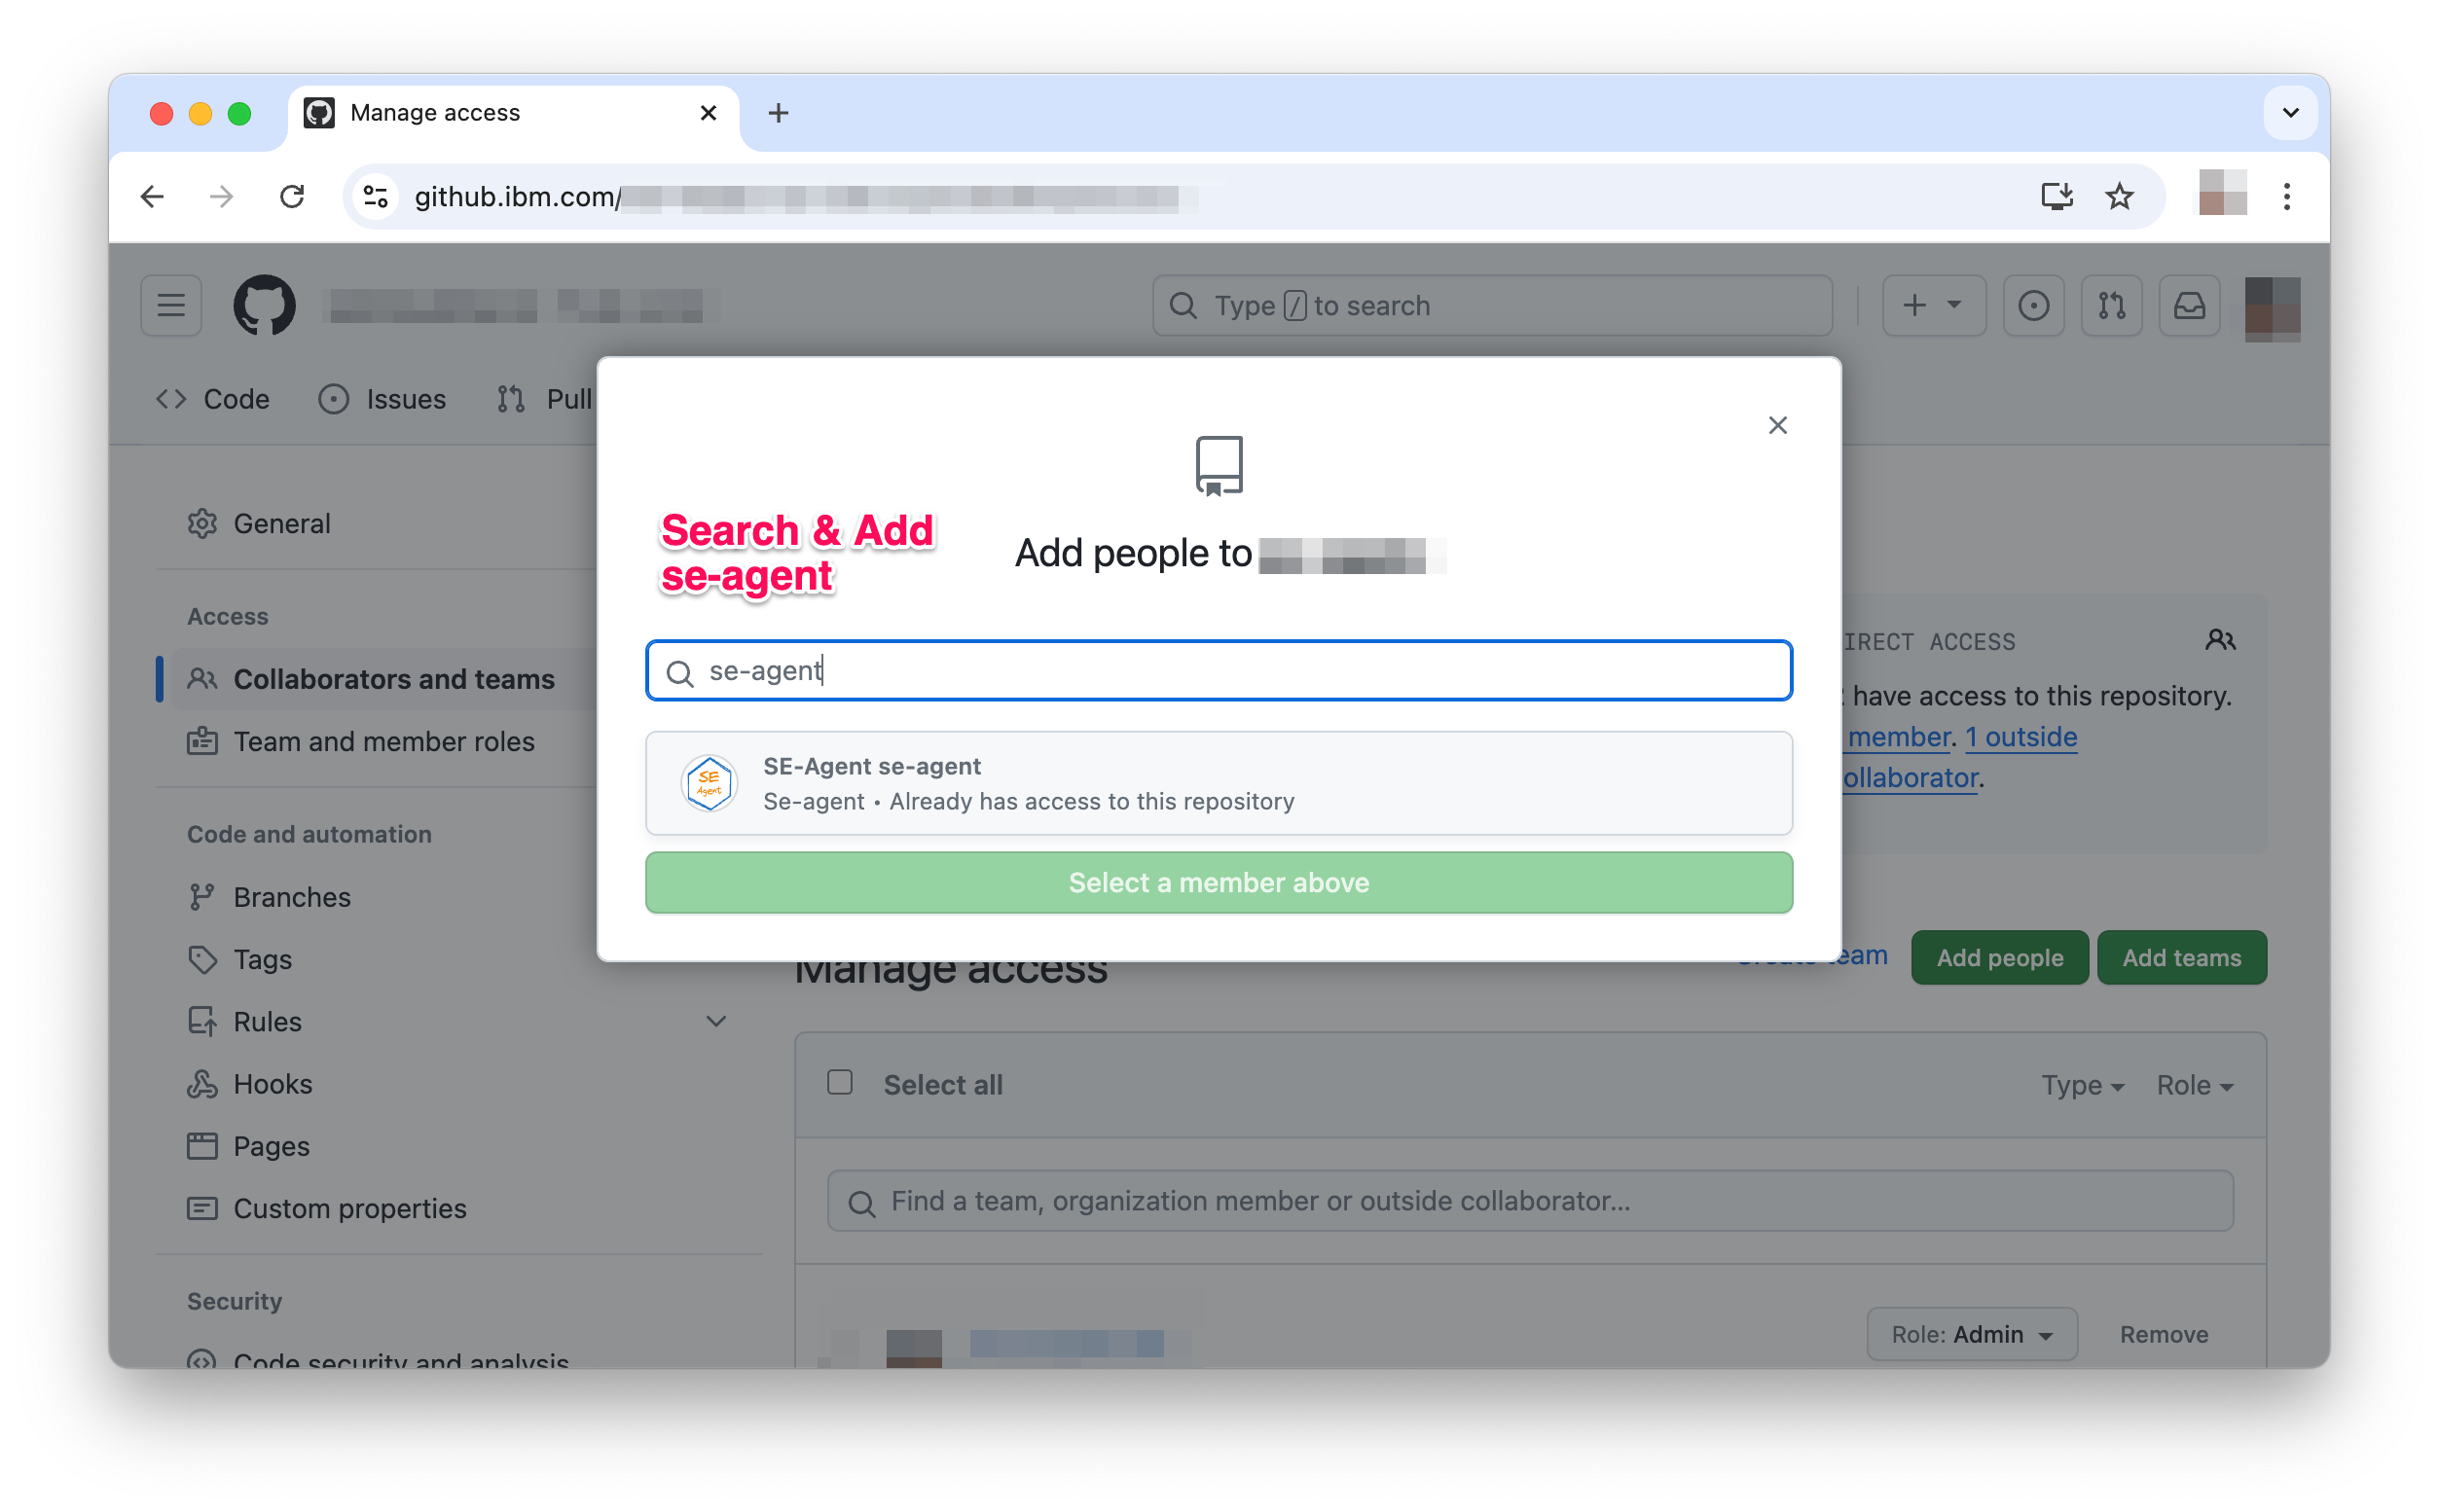 Manage access
github.ibm.com/
Type / to search
Code
Issues
Pull
Search & Add
se-agent
Add people to
se-agent
SE
Agent
SE-Agent se-agent
Se-agent • Already has access to this repository
Select a member above
General
Access
Collaborators and teams
Team and member roles
Code and automation
Branches
Tags
Rules
Hooks
Pages
Custom properties
Security
Code security and analysis
IRECT ACCESS
have access to this repository.
member. 1 outside
ollaborator.
Manage access
Create team
Add people
Add teams
Select all
Type
Role
Find a team, organization member or outside collaborator...
Role: Admin
Remove